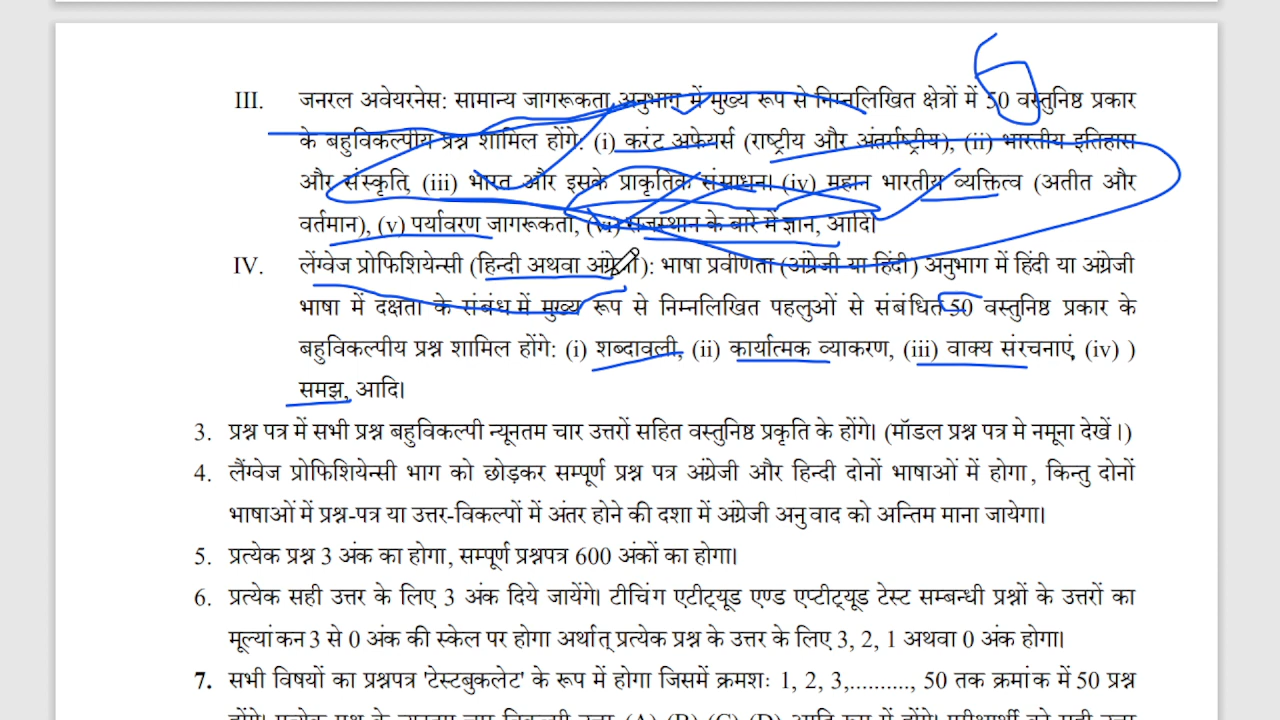 III. जनरल अवेयरनेस: सामान्य जागरूकता अनुभाग में मुख्य रूप से निम्नलिखित क्षेत्रों में 50 वस्तुनिष्ठ प्रकार
के बहुविकल्पीय प्रश्न शामिल होंगे: (i) करंट अफेयर्स (राष्ट्रीय और अंतर्राष्ट्रीय), (ii) भारतीय इतिहास
और संस्कृति, (iii) भारत और इसके प्राकृतिक संसाधन। (iv) महान भारतीय व्यक्तित्व (अतीत और
वर्तमान), (v) पर्यावरण जागरूकता, (vi) राजस्थान के बारे में ज्ञान, आदि।
IV. लेंग्वेज प्रोफिशियेन्सी (हिन्दी अथवा अंग्रेजी): भाषा प्रवीणता (अंग्रेजी या हिंदी) अनुभाग में हिंदी या अंग्रेजी
भाषा में दक्षता के संबंध में मुख्य रूप से निम्नलिखित पहलुओं से संबंधित 50 वस्तुनिष्ठ प्रकार के
बहुविकल्पीय प्रश्न शामिल होंगे: (i) शब्दावली, (ii) कार्यात्मक व्याकरण, (iii) वाक्य संरचनाएं, (iv) )
समझ, आदि।
3. प्रश्न पत्र में सभी प्रश्न बहुविकल्पी न्यूनतम चार उत्तरों सहित वस्तुनिष्ठ प्रकृति के होंगे। (मॉडल प्रश्न पत्र मे नमूना देखें।)
4. लैंग्वेज प्रोफिशियेन्सी भाग को छोड़कर सम्पूर्ण प्रश्न पत्र अंग्रेजी और हिन्दी दोनों भाषाओं में होगा, किन्तु दोनों
भाषाओं में प्रश्न-पत्र या उत्तर-विकल्पों में अंतर होने की दशा में अंग्रेजी अनुवाद को अन्तिम माना जायेगा।
5. प्रत्येक प्रश्न 3 अंक का होगा, सम्पूर्ण प्रश्नपत्र 600 अंकों का होगा।
6. प्रत्येक सही उत्तर के लिए 3 अंक दिये जायेंगे। टीचिंग एटीट्यूड एण्ड एप्टीट्यूड टेस्ट सम्बन्धी प्रश्नों के उत्तरों का
मूल्यांकन 3 से 0 अंक की स्केल पर होगा अर्थात् प्रत्येक प्रश्न के उत्तर के लिए 3, 2, 1 अथवा 0 अंक होगा।
7. सभी विषयों का प्रश्नपत्र 'टेस्टबुकलेट' के रूप में होगा जिसमें क्रमशः 1, 2, 3,.........., 50 तक क्रमांक में 50 प्रश्न